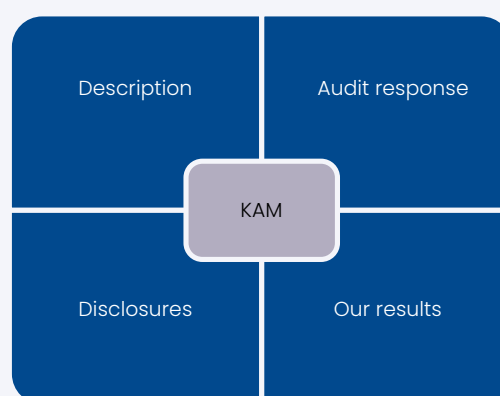 Description
Audit response
KAM
Disclosures
Our results